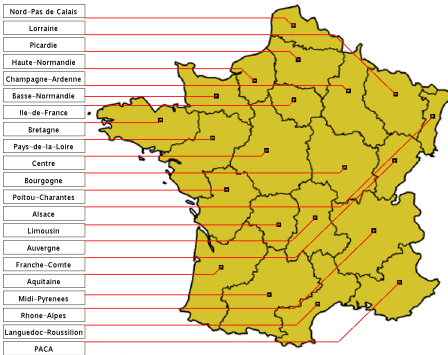 Nord-Pas de Calais
Lorraine
Picardie
Haute-Normandie
Champagne-Ardenne
Basse-Normandie
Ile-de-France
Bretagne
Pays-de-la-Loire
Centre
Bourgogne
Poitou-Charantes
Alsace
Limousin
Auvergne
Franche-Comte
Aquitaine
Midi-Pyrenees
Rhone-Alpes
Languedoc-Roussilion
PACA